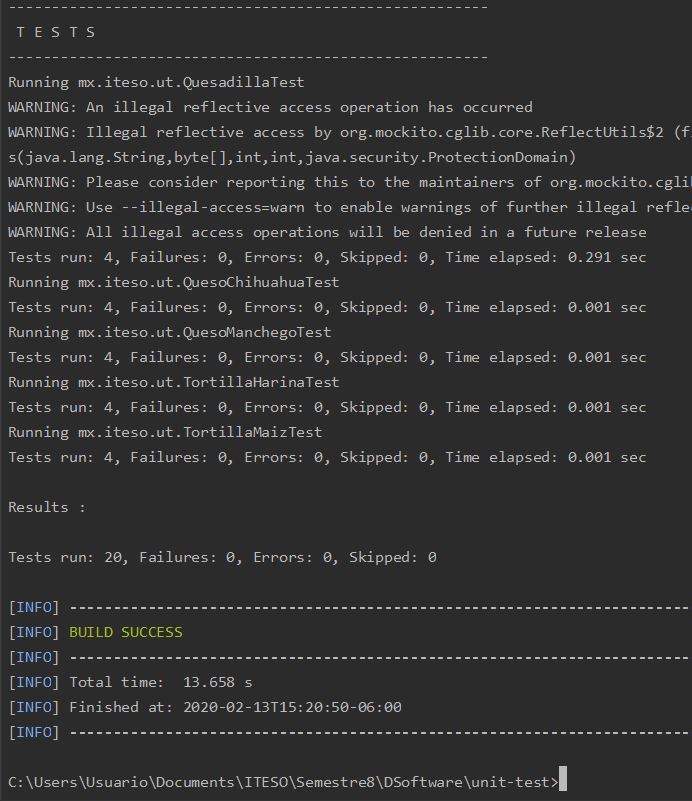 -------------------------------------------------------
T E S T S
-------------------------------------------------------
Running mx.iteso.ut.QuesadillaTest
WARNING: An illegal reflective access operation has occurred
WARNING: Illegal reflective access by org.mockito.cglib.core.ReflectUtils$2 (f
s(java.lang.String,byte[],int,int,java.security.ProtectionDomain)
WARNING: Please consider reporting this to the maintainers of org.mockito.cgli
WARNING: Use --illegal-access=warn to enable warnings of further illegal refle
WARNING: All illegal access operations will be denied in a future release
Tests run: 4, Failures: 0, Errors: 0, Skipped: 0, Time elapsed: 0.291 sec
Running mx.iteso.ut.QuesoChihuahuaTest
Tests run: 4, Failures: 0, Errors: 0, Skipped: 0, Time elapsed: 0.001 sec
Running mx.iteso.ut.QuesoManchegoTest
Tests run: 4, Failures: 0, Errors: 0, Skipped: 0, Time elapsed: 0.001 sec
Running mx.iteso.ut.TortillaHarinaTest
Tests run: 4, Failures: 0, Errors: 0, Skipped: 0, Time elapsed: 0.001 sec
Running mx.iteso.ut.TortillaMaizTest
Tests run: 4, Failures: 0, Errors: 0, Skipped: 0, Time elapsed: 0.001 sec
Results :
Tests run: 20, Failures: 0, Errors: 0, Skipped: 0
[INFO] ------------------------------------------------------------------------
[INFO] BUILD SUCCESS
[INFO] ------------------------------------------------------------------------
[INFO] Total time:  13.658 s
[INFO] Finished at: 2020-02-13T15:20:50-06:00
[INFO] ------------------------------------------------------------------------
C:\Users\Usuario\Documents\ITESO\Semestre8\DSoftware\unit-test>